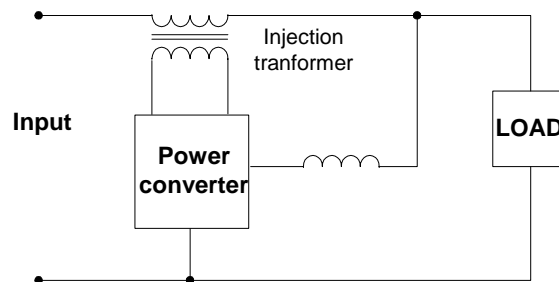 Injection
tranformer
Input
LOAD
Power
converter